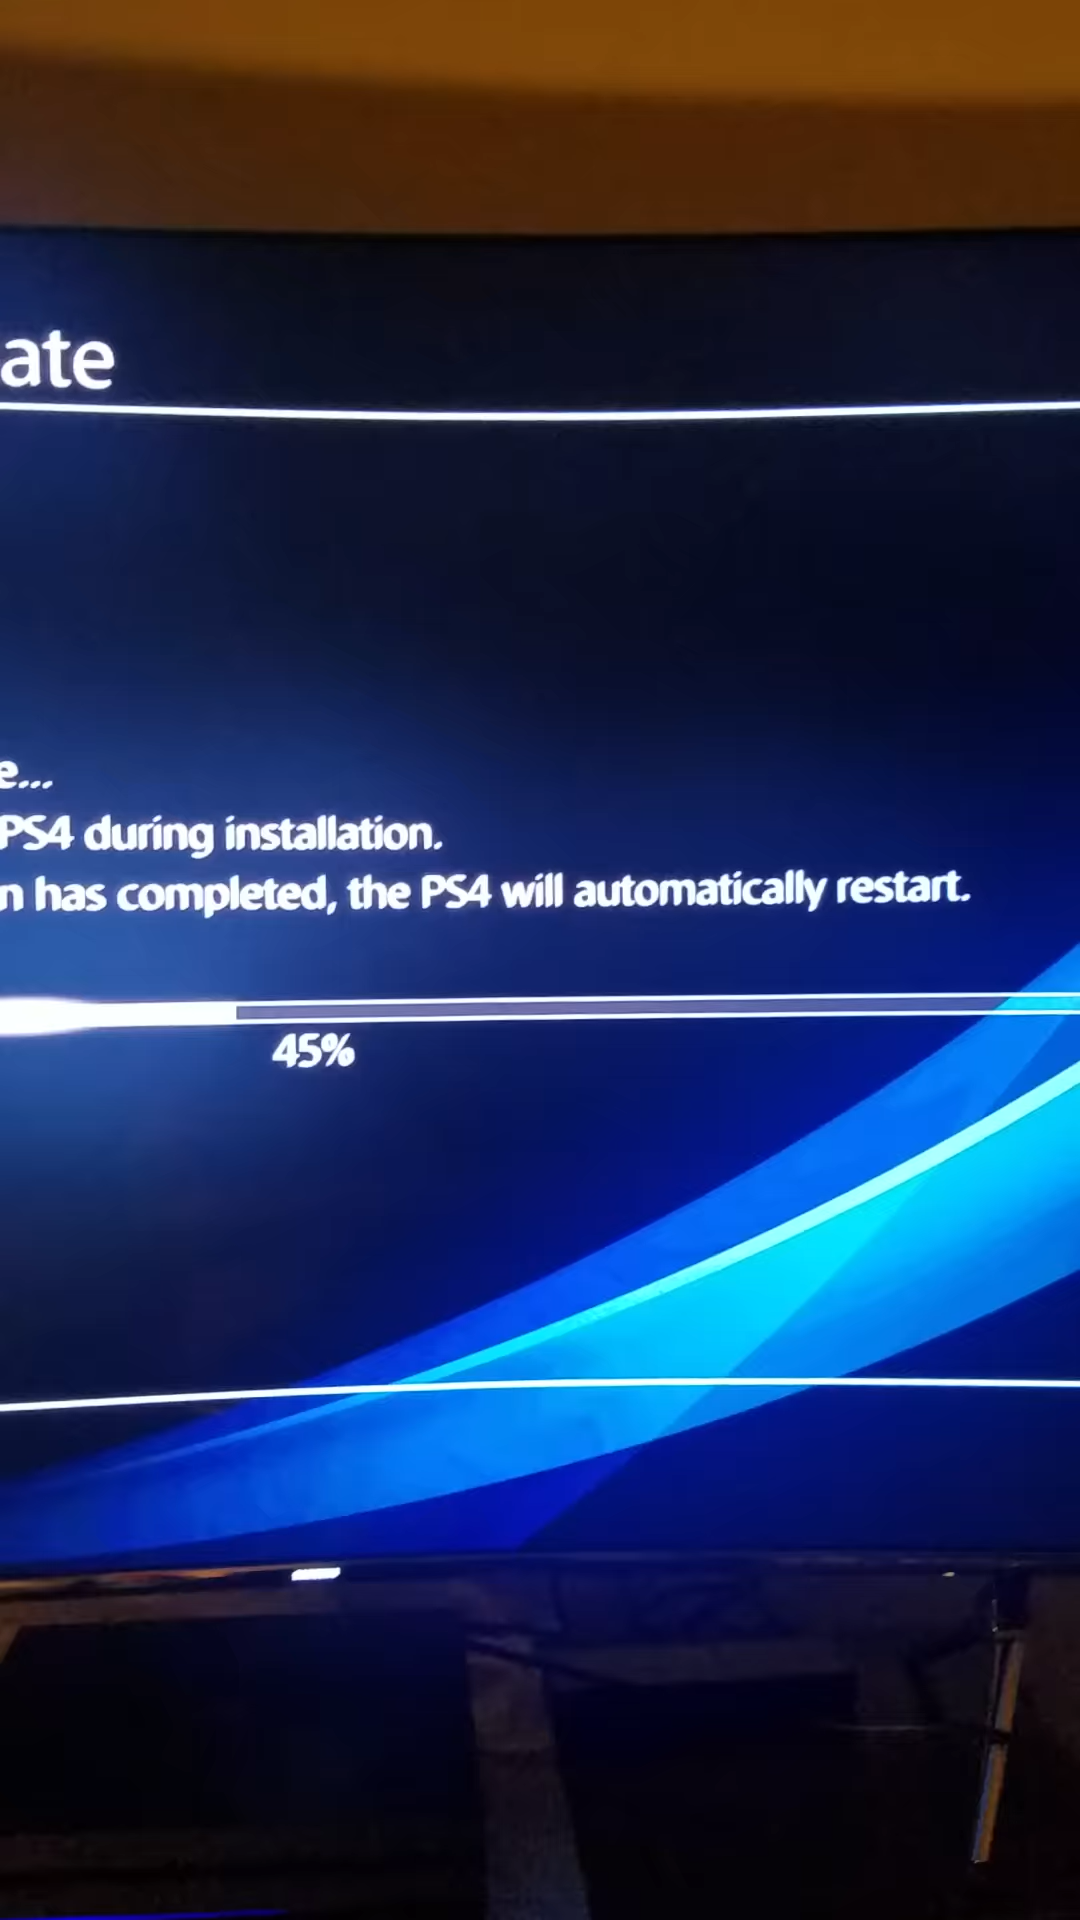 ate
e...
PS4 during installation.
n has completed, the PS4 will automatically restart.
45%